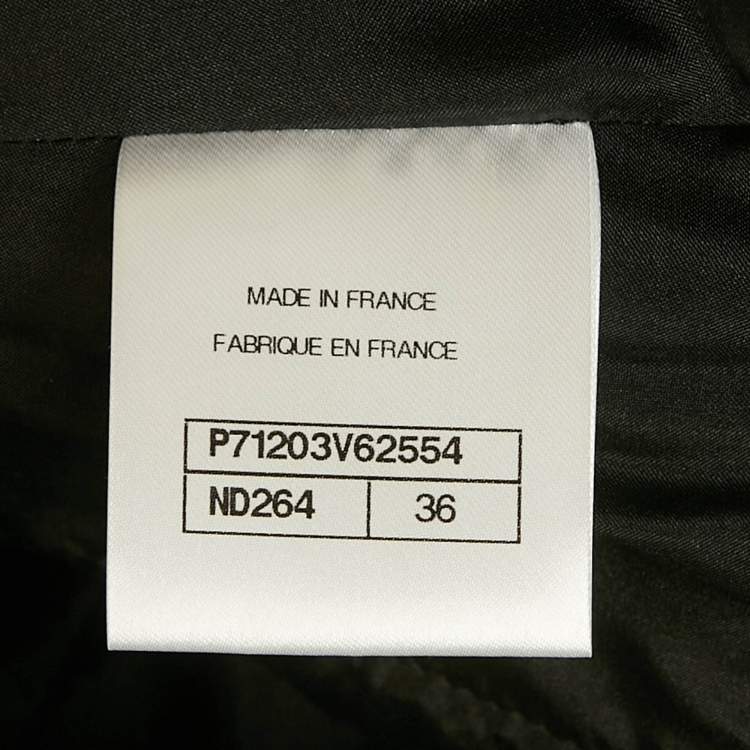 MADE IN FRANCE
FABRIQUE EN FRANCE
P71203V62554
ND264 36